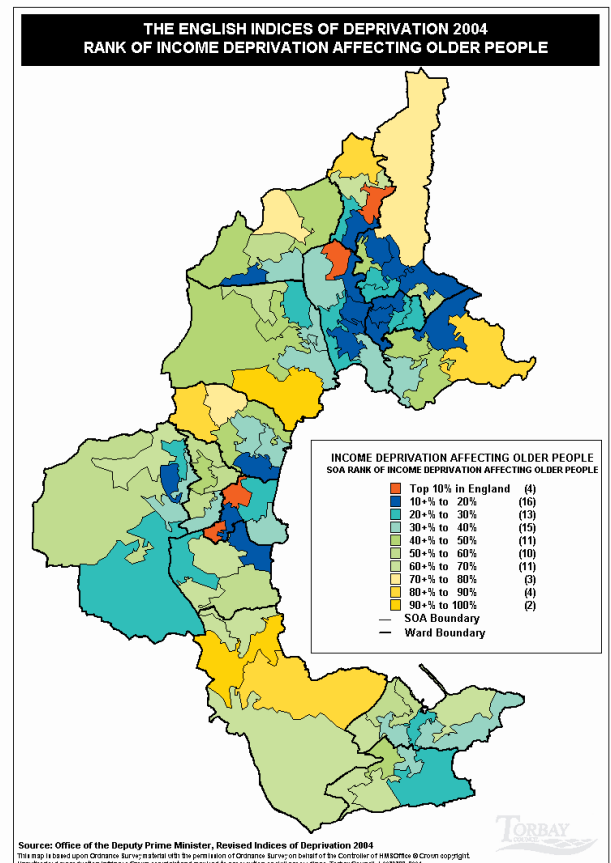 THE ENGLISH INDICES OF DEPRIVATION 2004
RANK OF INCOME DEPRIVATION AFFECTING OLDER PEOPLE
INCOME DEPRIVATION AFFECTING OLDER PEOPLE
SOA RANK OF INCOME DEPRIVATION AFFECTING OLDER PEOPLE
Top 10% in England (4)
10+% to 20% (16)
20+% to 30% (13)
30+% to 40% (15)
40+% to 50% (11)
50+% to 60% (10)
60+% to 70% (11)
70+% to 80% (3)
80+% to 90% (4)
90+% to 100% (2)
SOA Boundary
Ward Boundary
TORBAY
Source: Office of the Deputy Prime Minister, Revised Indices of Deprivation 2004
This map is based upon Ordnance Survey material with the permission of Ordnance Survey on behalf of the Controller of HMSOffice © Crown copyright.